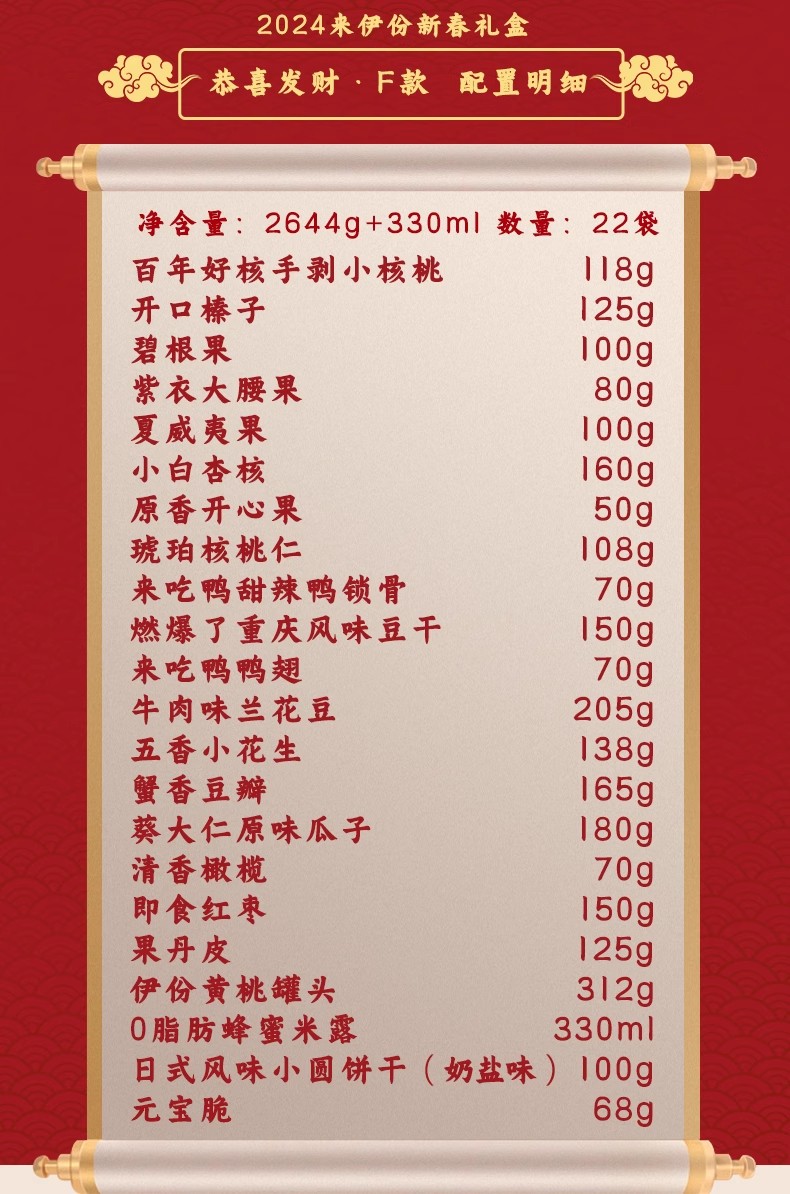 2024来伊份新春礼盒
恭喜发财·F款 配置明细
净含量：2644g+330ml 数量：22袋
百年好核手剥小核桃 118g
开口榛子 125g
碧根果 100g
紫衣大腰果 80g
夏威夷果 100g
小白杏核 160g
原香开心果 50g
琥珀核桃仁 108g
来吃鸭甜辣鸭锁骨 70g
燃爆了重庆风味豆干 150g
来吃鸭鸭翅 70g
牛肉味兰花豆 205g
五香小花生 138g
蟹香豆瓣 165g
葵大仁原味瓜子 180g
清香橄榄 70g
即食红枣 150g
果丹皮 125g
伊份黄桃罐头 312g
0脂肪蜂蜜米露 330ml
日式风味小圆饼干（奶盐味） 100g
元宝脆 68g